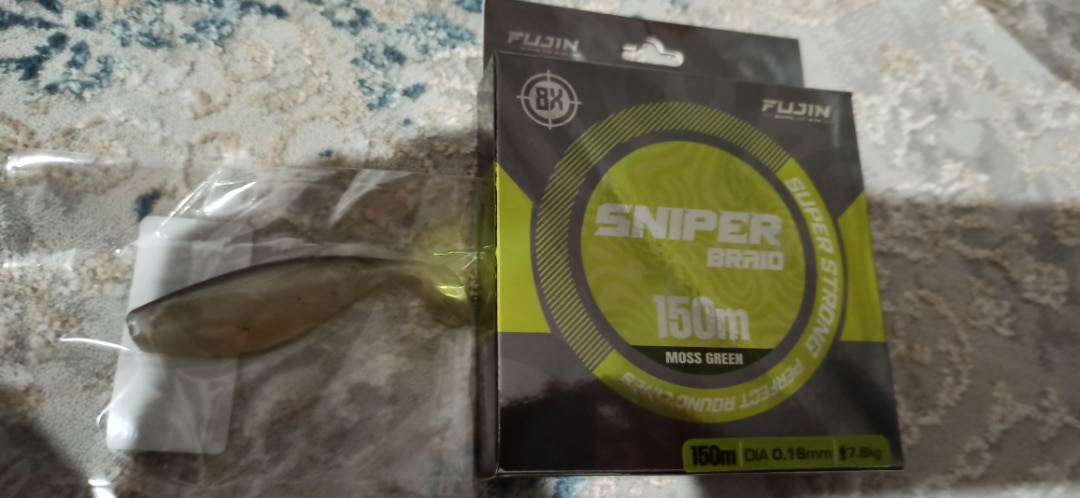 FUJIN
8X
FUJIN
SUPER STRONG PERFECT ROUND LINES
SNIPER
BRAID
150m
MOSS GREEN
150m DIA 0.16mm 7.8kg